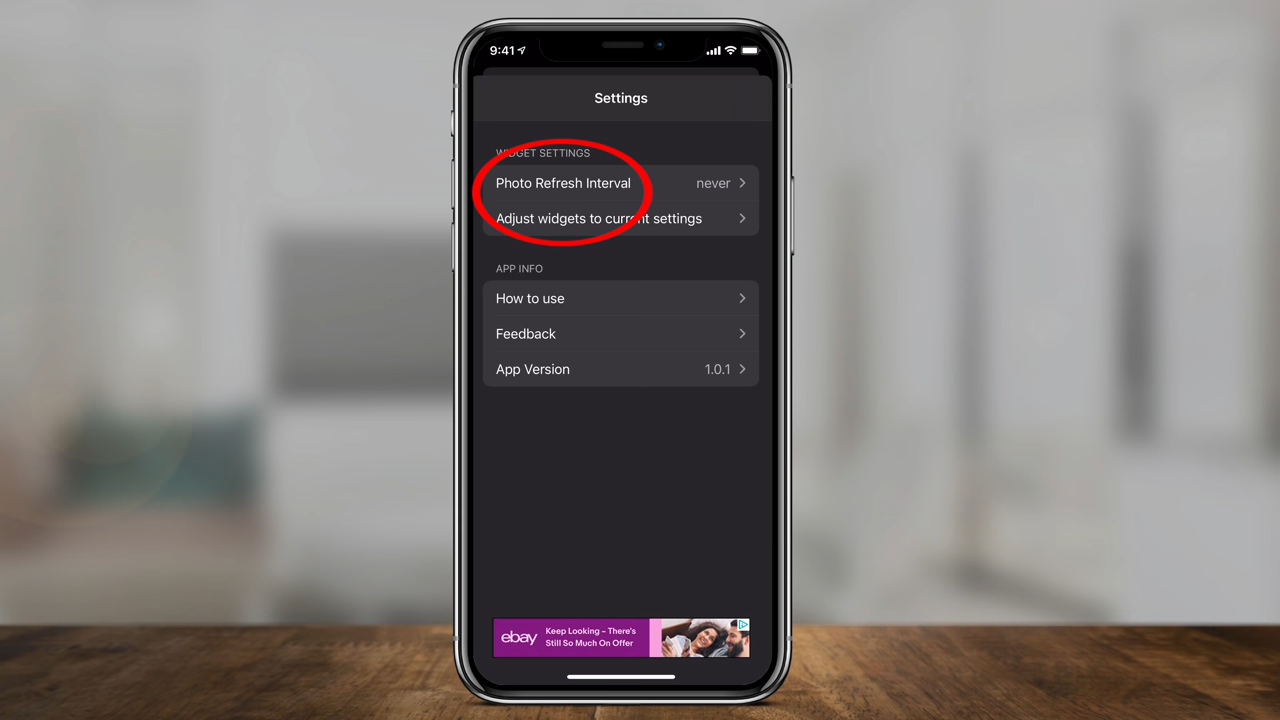 9:41
Settings
WIDGET SETTINGS
Photo Refresh Interval never
Adjust widgets to current settings
APP INFO
How to use
Feedback
App Version 1.0.1
ebay Keep Looking - There's
Still So Much On Offer